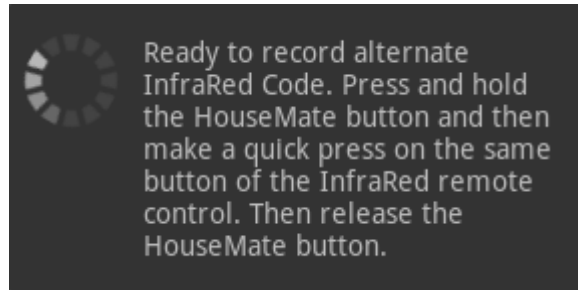 Ready to record alternate
InfraRed Code. Press and hold
the HouseMate button and then
make a quick press on the same
button of the InfraRed remote
control. Then release the
HouseMate button.